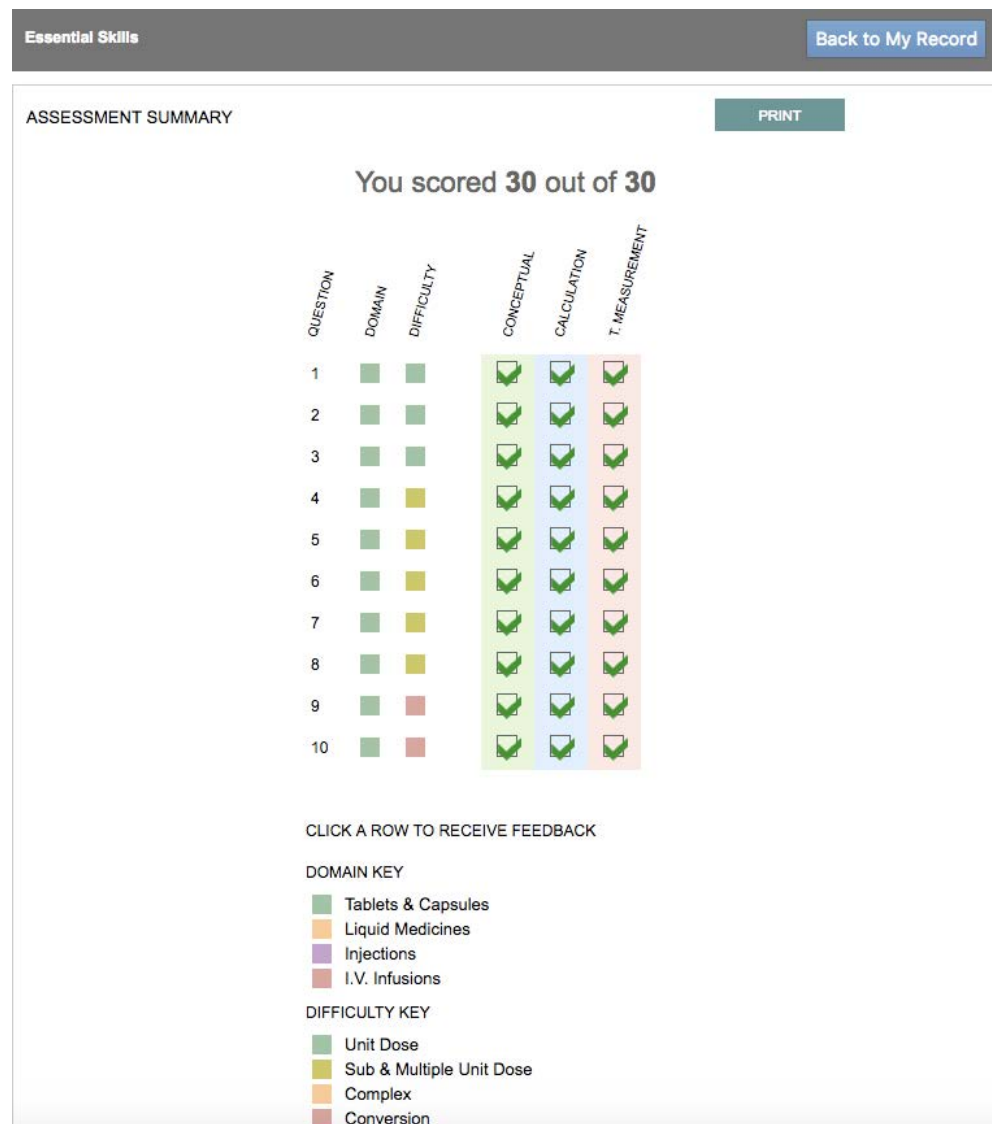 Essential Skills
Back to My Record
ASSESSMENT SUMMARY
PRINT
You scored 30 out of 30
QUESTION DOMAIN DIFFICULTY CONCEPTUAL CALCULATION T. MEASUREMENT
1
2
3
4
5
6
7
8
9
10
CLICK A ROW TO RECEIVE FEEDBACK
DOMAIN KEY
Tablets & Capsules
Liquid Medicines
Injections
I.V. Infusions
DIFFICULTY KEY
Unit Dose
Sub & Multiple Unit Dose
Complex
Conversion